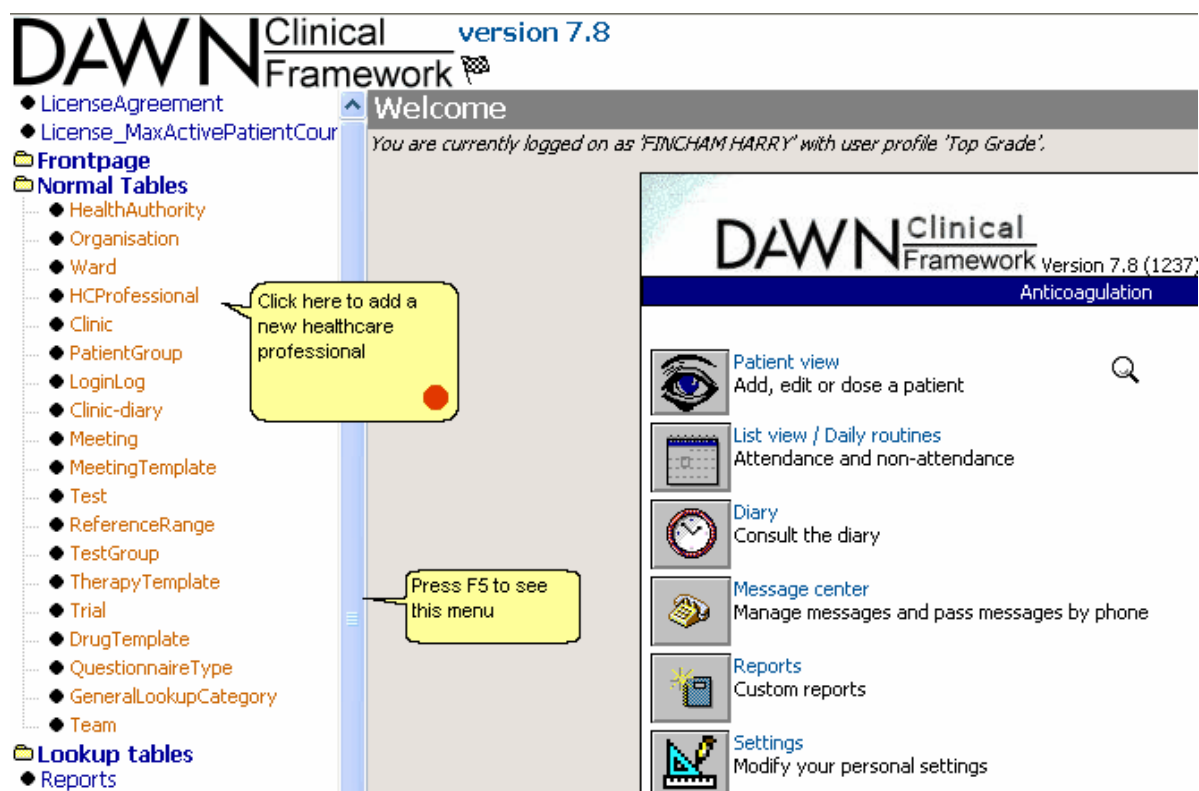 DAWN Clinical Framework version 7.8
LicenseAgreement
License_MaxActivePatientCour
Frontpage
Normal Tables
HealthAuthority
Organisation
Ward
HCProfessional
Clinic
PatientGroup
LoginLog
Clinic-diary
Meeting
MeetingTemplate
Test
ReferenceRange
TestGroup
TherapyTemplate
Trial
DrugTemplate
QuestionnaireType
GeneralLookupCategory
Team
Lookup tables
Reports
Click here to add a
new healthcare
professional
Press F5 to see
this menu
Welcome
You are currently logged on as 'FINCHAM HARRY' with user profile 'Top Grade'.
DAWN Clinical Framework Version 7.8 (1237)
Anticoagulation
Patient view
Add, edit or dose a patient
List view / Daily routines
Attendance and non-attendance
Diary
Consult the diary
Message center
Manage messages and pass messages by phone
Reports
Custom reports
Settings
Modify your personal settings